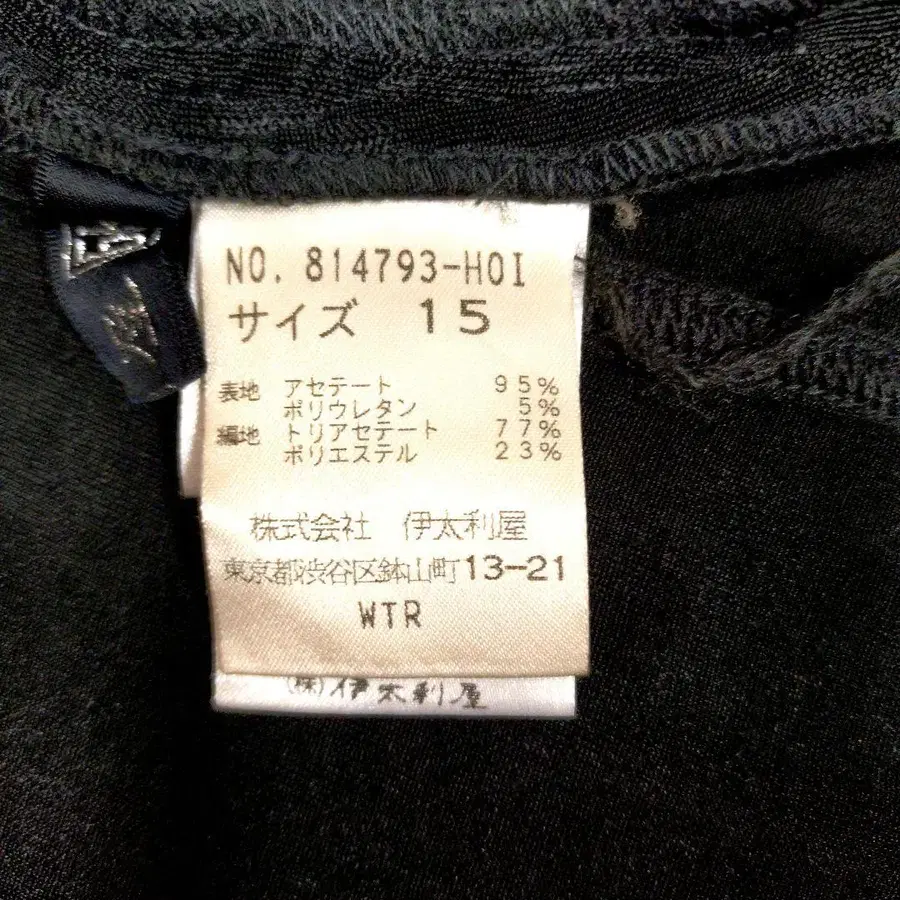 NO. 814793-H01
サイズ 15
表地 アセテート 95%
ポリウレタン 5%
編地 トリアセテート 77%
ポリエステル 23%
株式会社 伊太利屋
東京都渋谷区鉢山町13-21
WTR
(株)伊太利屋